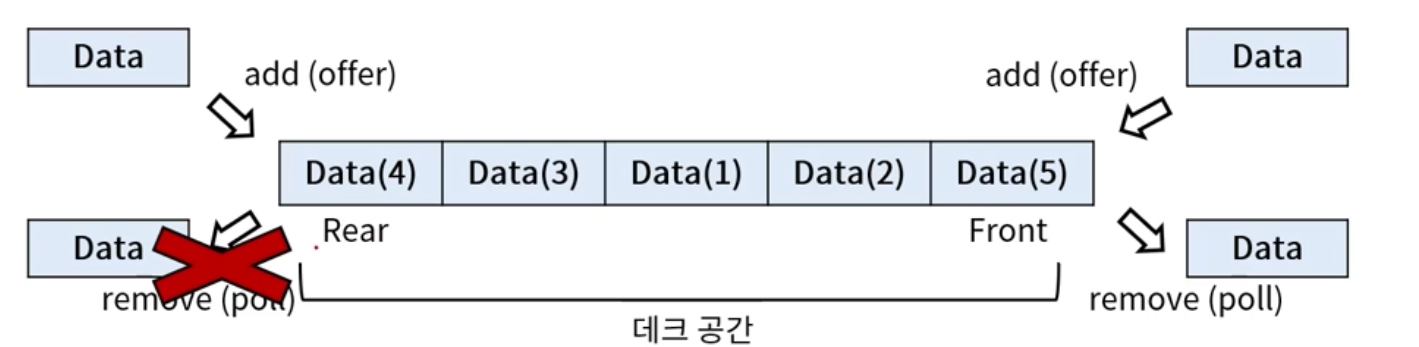 Data
Data
add (offer)
add (offer)
Data(4) Data(3) Data(1) Data(2) Data(5)
Rear
Front
Data
Data
remove (poll)
remove (poll)
데크 공간